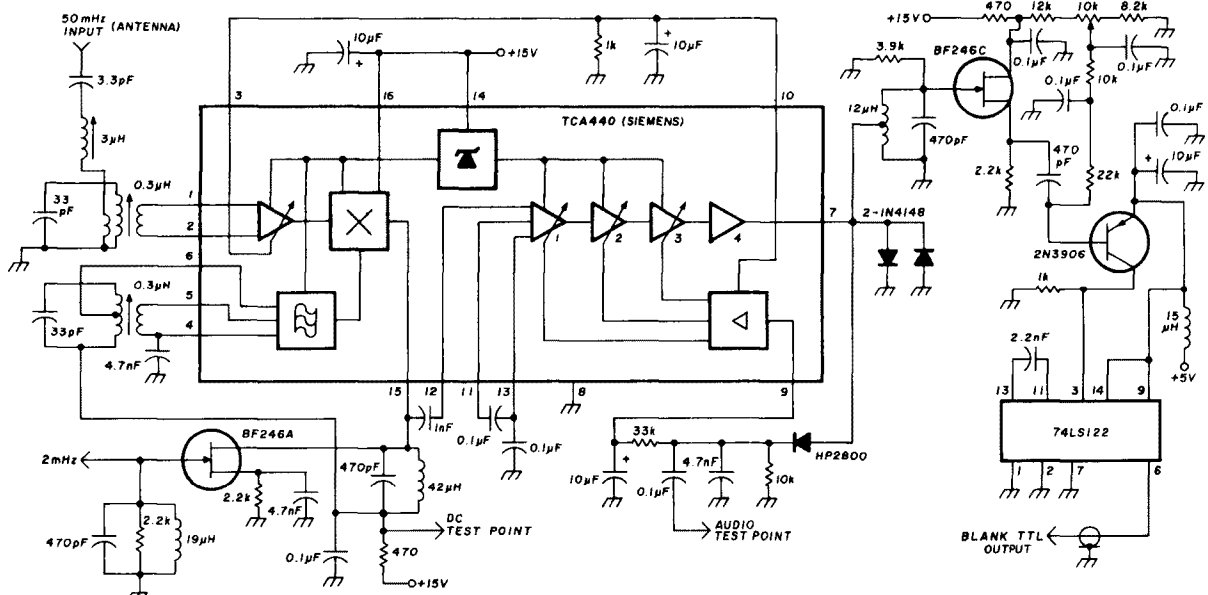 50mHz
INPUT (ANTENNA)
3.3pF
3µH
33
pF
0.3µH
1
2
6
0.3µH
5
4
33pF
4.7nF
3
10µF
+
+15V
16
14
1k
+
10µF
10
TCA440 (SIEMENS)
1
2
3
4
7
15
12
11
13
8
9
1nF
0.1µF
0.1µF
2mHz
BF246A
2.2k
4.7nF
470pF
2.2k
19µH
470pF
42µH
0.1µF
DC
TEST POINT
470
+15V
10µF
+
33k
0.1µF
4.7nF
10k
HP2800
AUDIO
TEST POINT
2-1N4148
3.9k
12µH
470pF
+15V
470
12k
10k
8.2k
BF246C
0.1µF
0.1µF
0.1µF
10k
2.2k
470
pF
22k
0.1µF
+
10µF
2N3906
1k
15
µH
+5V
2.2nF
13
11
3
14
9
74LS122
1
2
7
6
BLANK TTL
OUTPUT